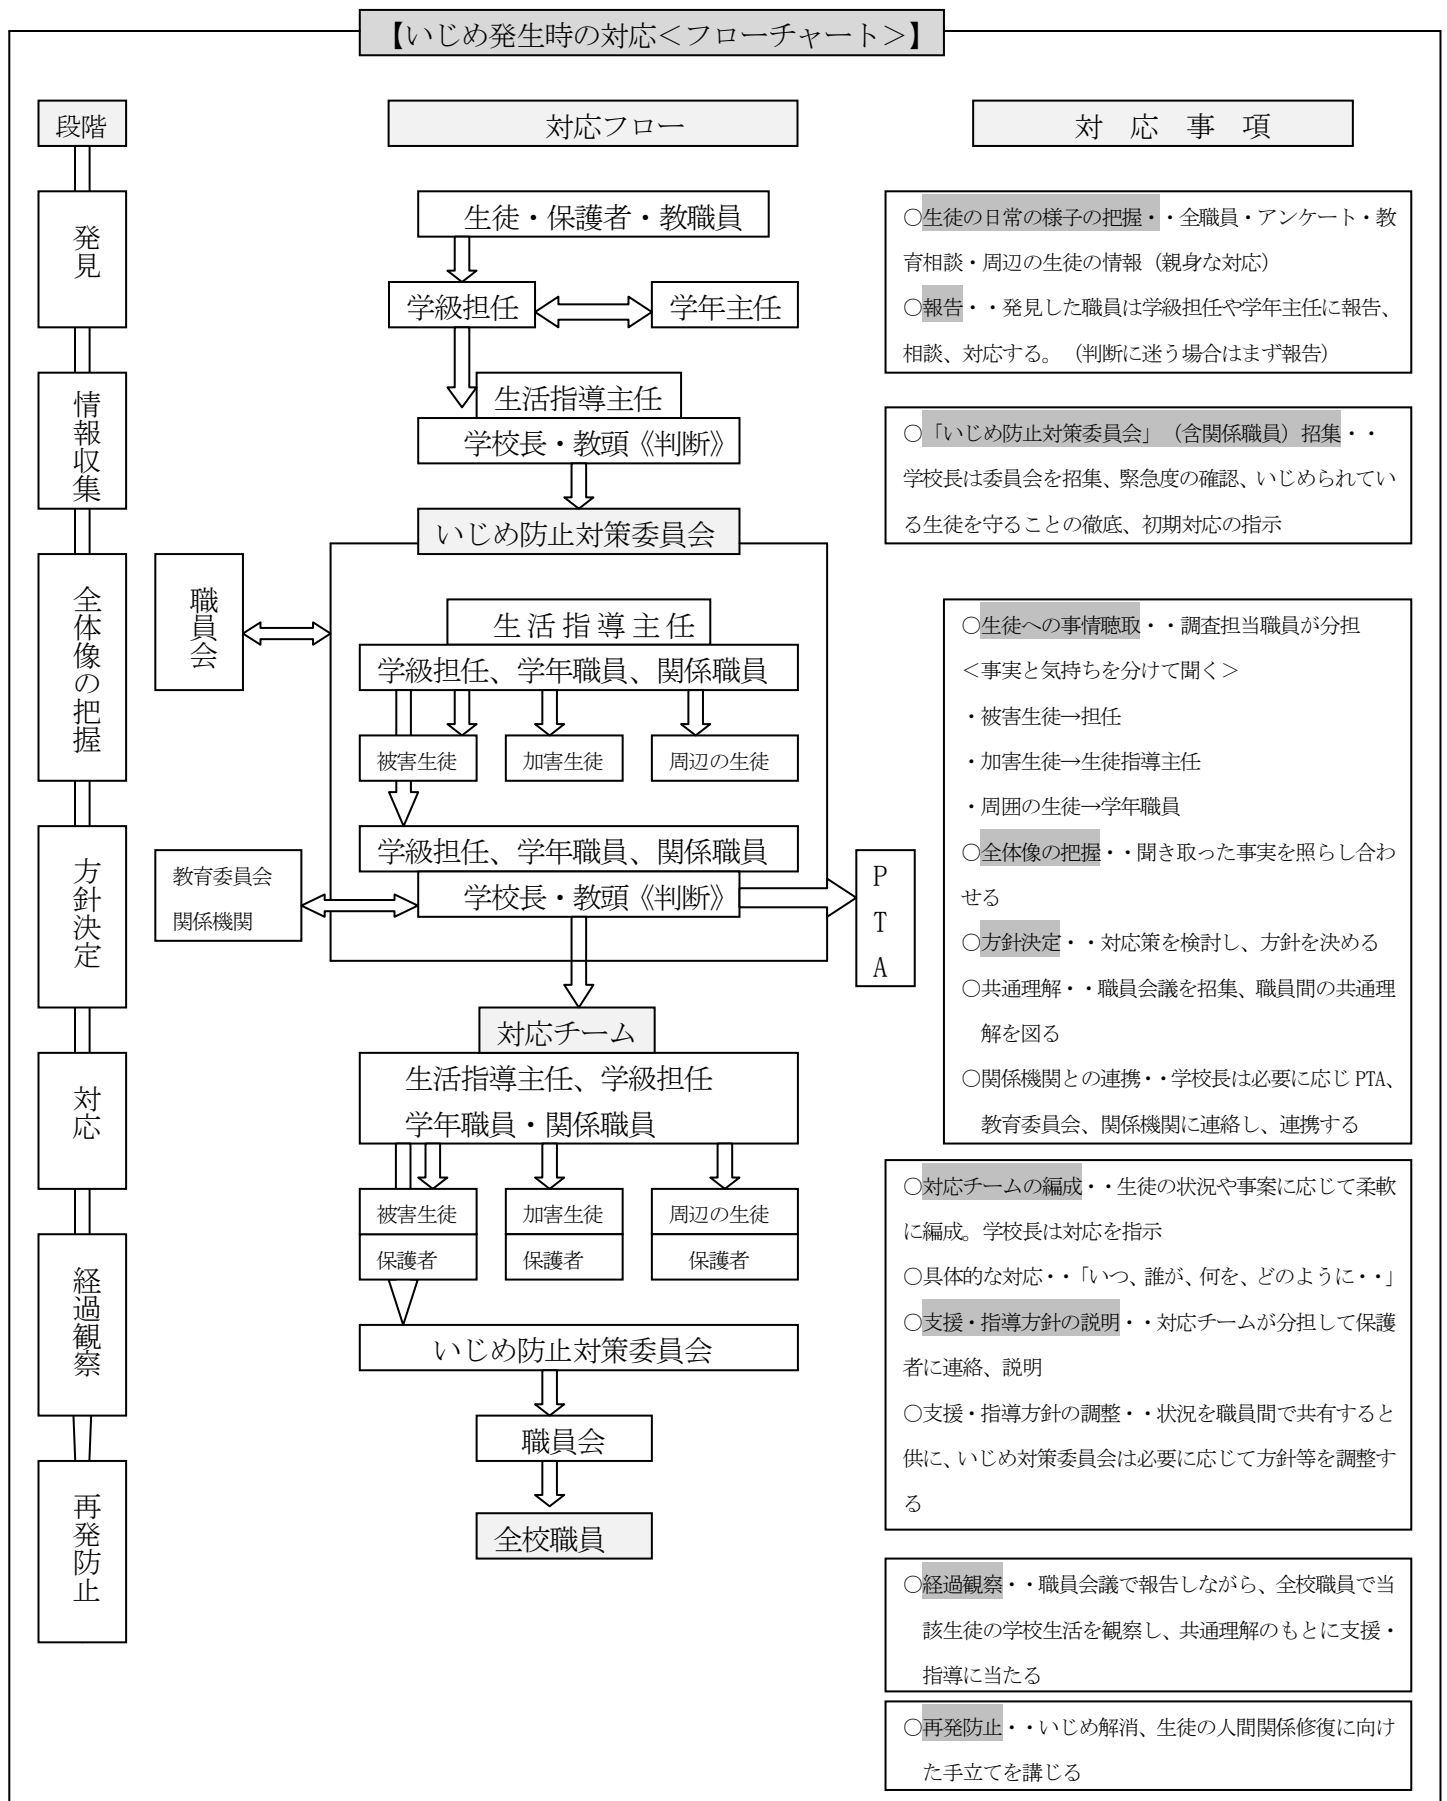 【いじめ発生時の対応＜フローチャート＞】
段階
対応フロー
対　応　事　項
発見
情報収集
全体像の把握
方針決定
対応
経過観察
再発防止
生徒・保護者・教職員
学級担任
学年主任
生活指導主任
学校長・教頭《判断》
いじめ防止対策委員会
職員会
生活指導主任
学級担任、学年職員、関係職員
被害生徒
加害生徒
周辺の生徒
学級担任、学年職員、関係職員
学校長・教頭《判断》
教育委員会
関係機関
PTA
対応チーム
生活指導主任、学級担任
学年職員・関係職員
被害生徒
加害生徒
周辺の生徒
保護者
保護者
保護者
いじめ防止対策委員会
職員会
全校職員
○生徒の日常の様子の把握・・全職員・アンケート・教
育相談・周辺の生徒の情報（親身な対応）
○報告・・発見した職員は学級担任や学年主任に報告、
相談、対応する。（判断に迷う場合はまず報告）
○「いじめ防止対策委員会」（含関係職員）招集・・
学校長は委員会を招集、緊急度の確認、いじめられてい
る生徒を守ることの徹底、初期対応の指示
○生徒への事情聴取・・調査担当職員が分担
＜事実と気持ちを分けて聞く＞
・被害生徒→担任
・加害生徒→生徒指導主任
・周囲の生徒→学年職員
○全体像の把握・・聞き取った事実を照らし合わ
せる
○方針決定・・対応策を検討し、方針を決める
○共通理解・・職員会議を招集、職員間の共通理
解を図る
○関係機関との連携・・学校長は必要に応じ PTA、
教育委員会、関係機関に連絡し、連携する
○対応チームの編成・・生徒の状況や事案に応じて柔軟
に編成。学校長は対応を指示
○具体的な対応・・「いつ、誰が、何を、どのように・・」
○支援・指導方針の説明・・対応チームが分担して保護
者に連絡、説明
○支援・指導方針の調整・・状況を職員間で共有すると
供に、いじめ対策委員会は必要に応じて方針等を調整す
る
○経過観察・・職員会議で報告しながら、全校職員で当
該生徒の学校生活を観察し、共通理解のもとに支援・
指導に当たる
○再発防止・・いじめ解消、生徒の人間関係修復に向け
た手立てを講じる